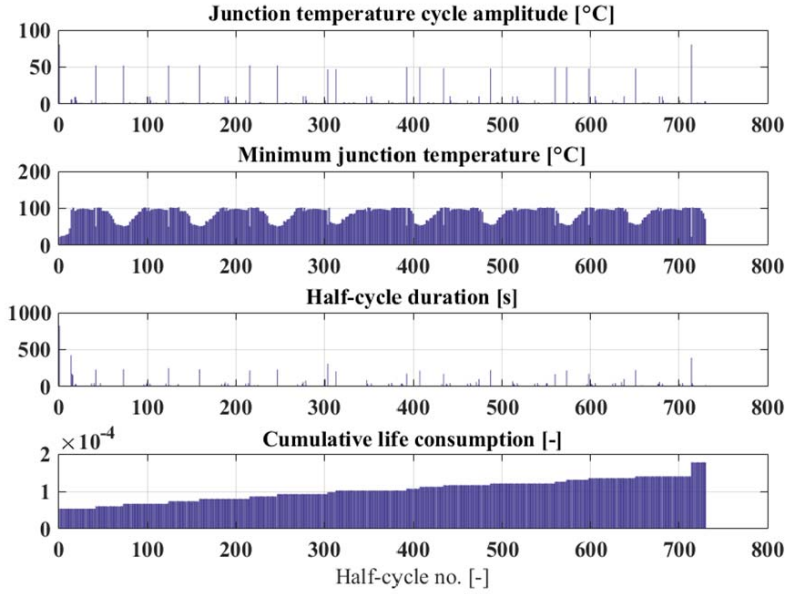 Junction temperature cycle amplitude [°C]
100
50
0
0 100 200 300 400 500 600 700 800
Minimum junction temperature [°C]
200
100
0
0 100 200 300 400 500 600 700 800
Half-cycle duration [s]
1000
500
0
0 100 200 300 400 500 600 700 800
×10-4 Cumulative life consumption [-]
2
1
0
0 100 200 300 400 500 600 700 800
Half-cycle no. [-]